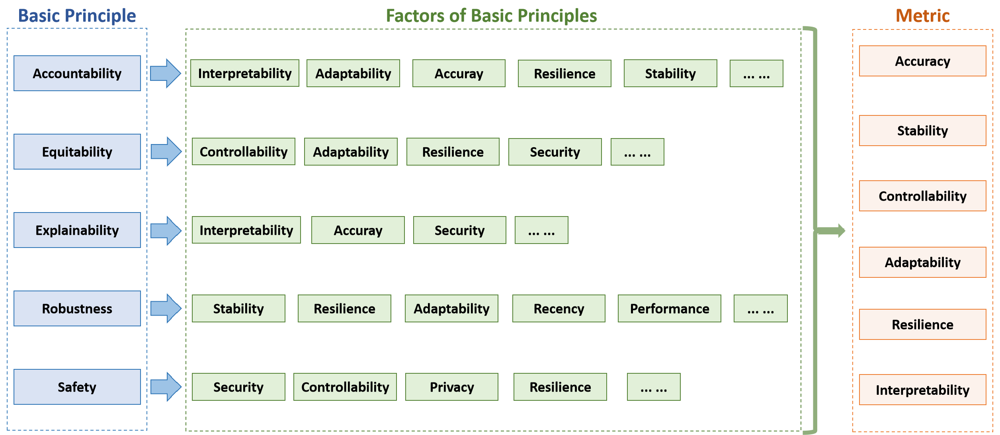 Basic Principle
Factors of Basic Principles
Metric
Accountability
Interpretability
Adaptability
Accuray
Resilience
Stability
... ...
Equitability
Controllability
Adaptability
Resilience
Security
... ...
Explainability
Interpretability
Accuray
Security
... ...
Robustness
Stability
Resilience
Adaptability
Recency
Performance
... ...
Safety
Security
Controllability
Privacy
Resilience
... ...
Accuracy
Stability
Controllability
Adaptability
Resilience
Interpretability